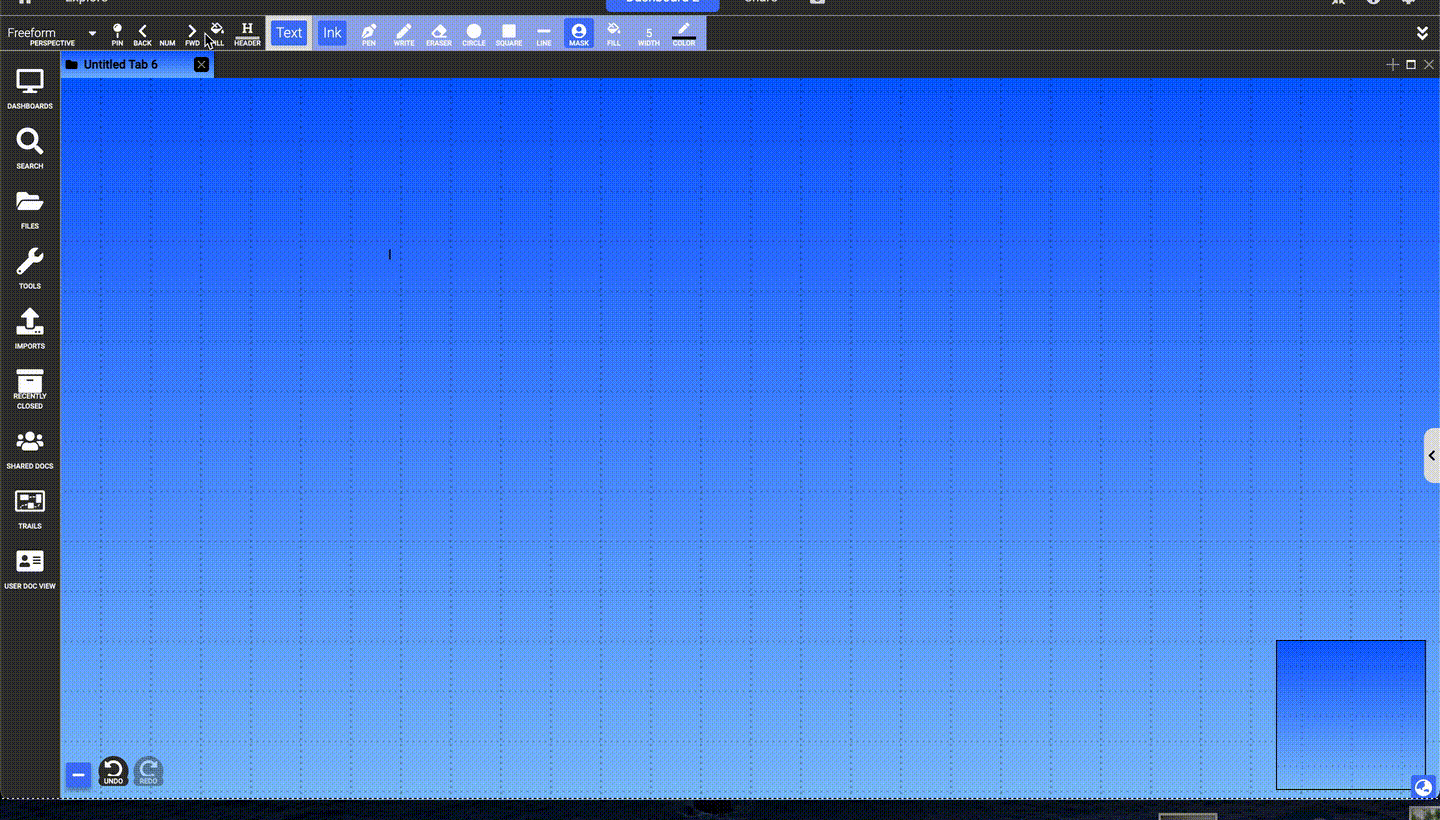 Explore Dashboard 2 Share
Freeform
PERSPECTIVE PIN BACK NUM FWD HEADER Text Ink PEN WRITE ERASER CIRCLE SQUARE LINE MASK FILL 5 WIDTH COLOR
Untitled Tab 6
DASHBOARDS
SEARCH
FILES
TOOLS
IMPORTS
RECENTLY
CLOSED
SHARED DOCS
TRAILS
USER DOC VIEW
UNDO REDO